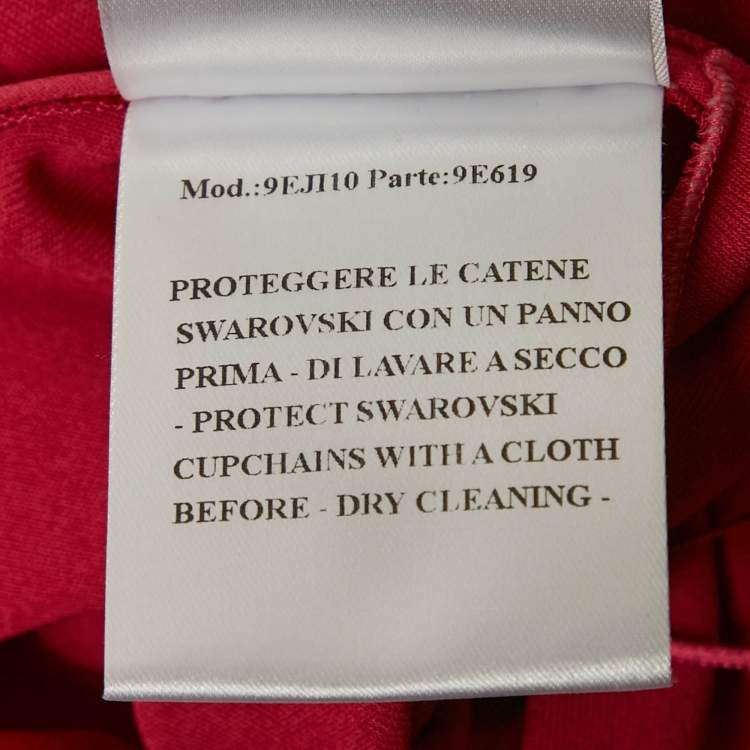 Mod.:9EJI10 Parte:9E619
PROTEGGERE LE CATENE
SWAROVSKI CON UN PANNO
PRIMA - DI LAVARE A SECCO
- PROTECT SWAROVSKI
CUPCHAINS WITH A CLOTH
BEFORE - DRY CLEANING -